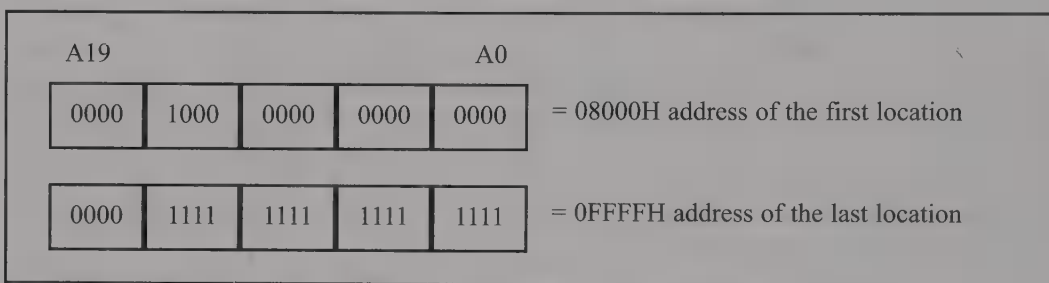 A19 A0
0000 1000 0000 0000 0000 = 08000H address of the first location
0000 1111 1111 1111 1111 = 0FFFFH address of the last location